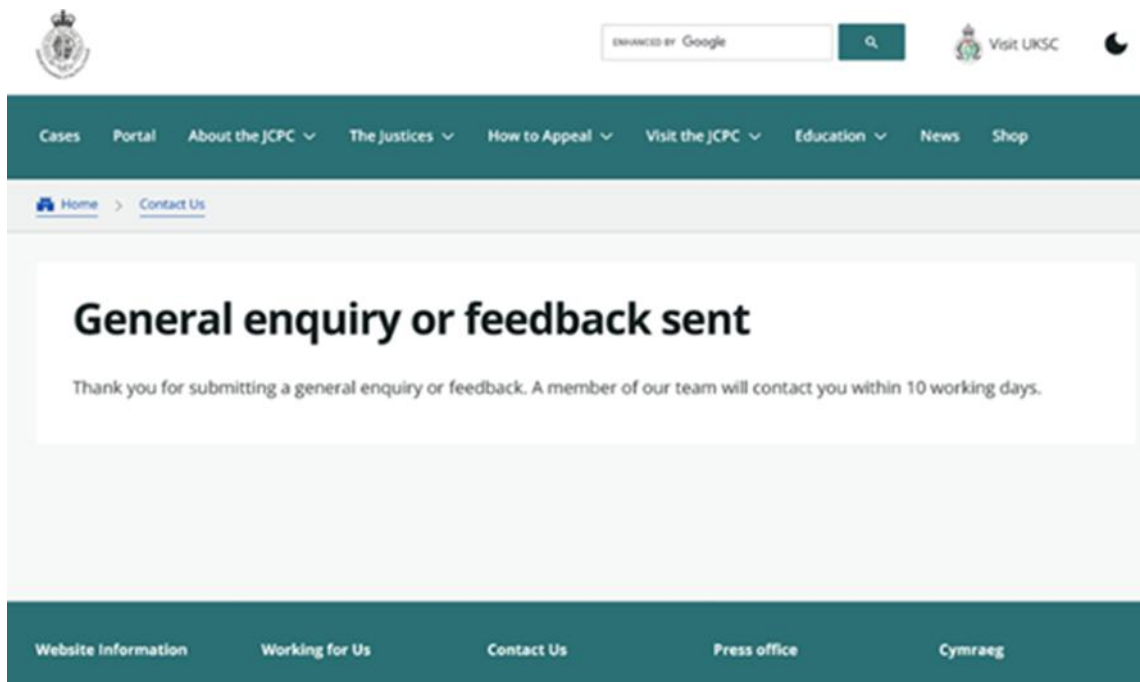 ENHANCED BY Google
Visit UKSC
Cases Portal About the JCPC The Justices How to Appeal Visit the JCPC Education News Shop
Home > Contact Us
General enquiry or feedback sent
Thank you for submitting a general enquiry or feedback. A member of our team will contact you within 10 working days.
Website Information Working for Us Contact Us Press office Cymraeg